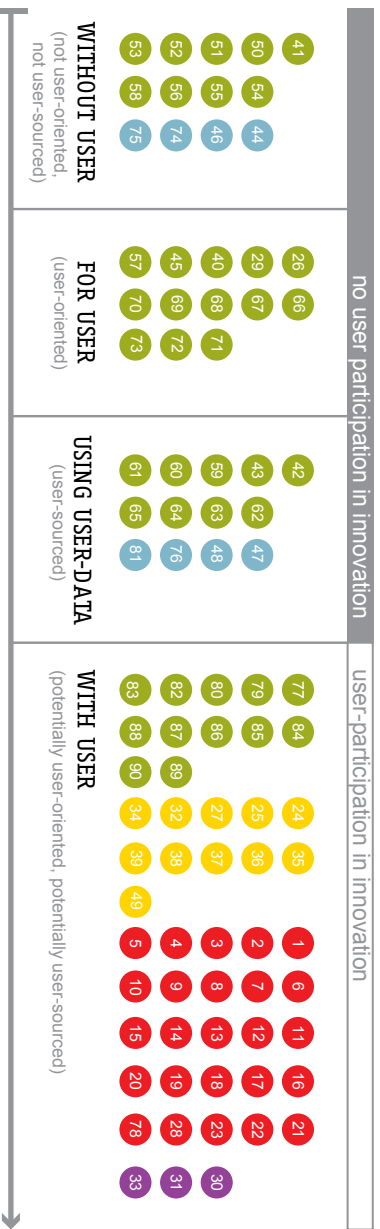 no user participation in innovation
user-participation in innovation
41
50 54 44
51 55 46
52 56 74
53 58 75
WITHOUT USER
(not user-oriented,
not user-sourced)
26 66
29 67
40 68 71
45 69 72
57 70 73
FOR USER
(user-oriented)
42
43 62 47
59 63 48
60 64 76
61 65 81
USING USER-DATA
(user-sourced)
77 84 24 35 1 6 11 16 21
79 85 25 36 2 7 12 17 22
80 86 27 37 3 8 13 18 23 30
82 87 89 32 38 4 9 14 19 28 31
83 88 90 34 39 49 5 10 15 20 78 33
WITH USER
(potentially user-oriented, potentially user-sourced)